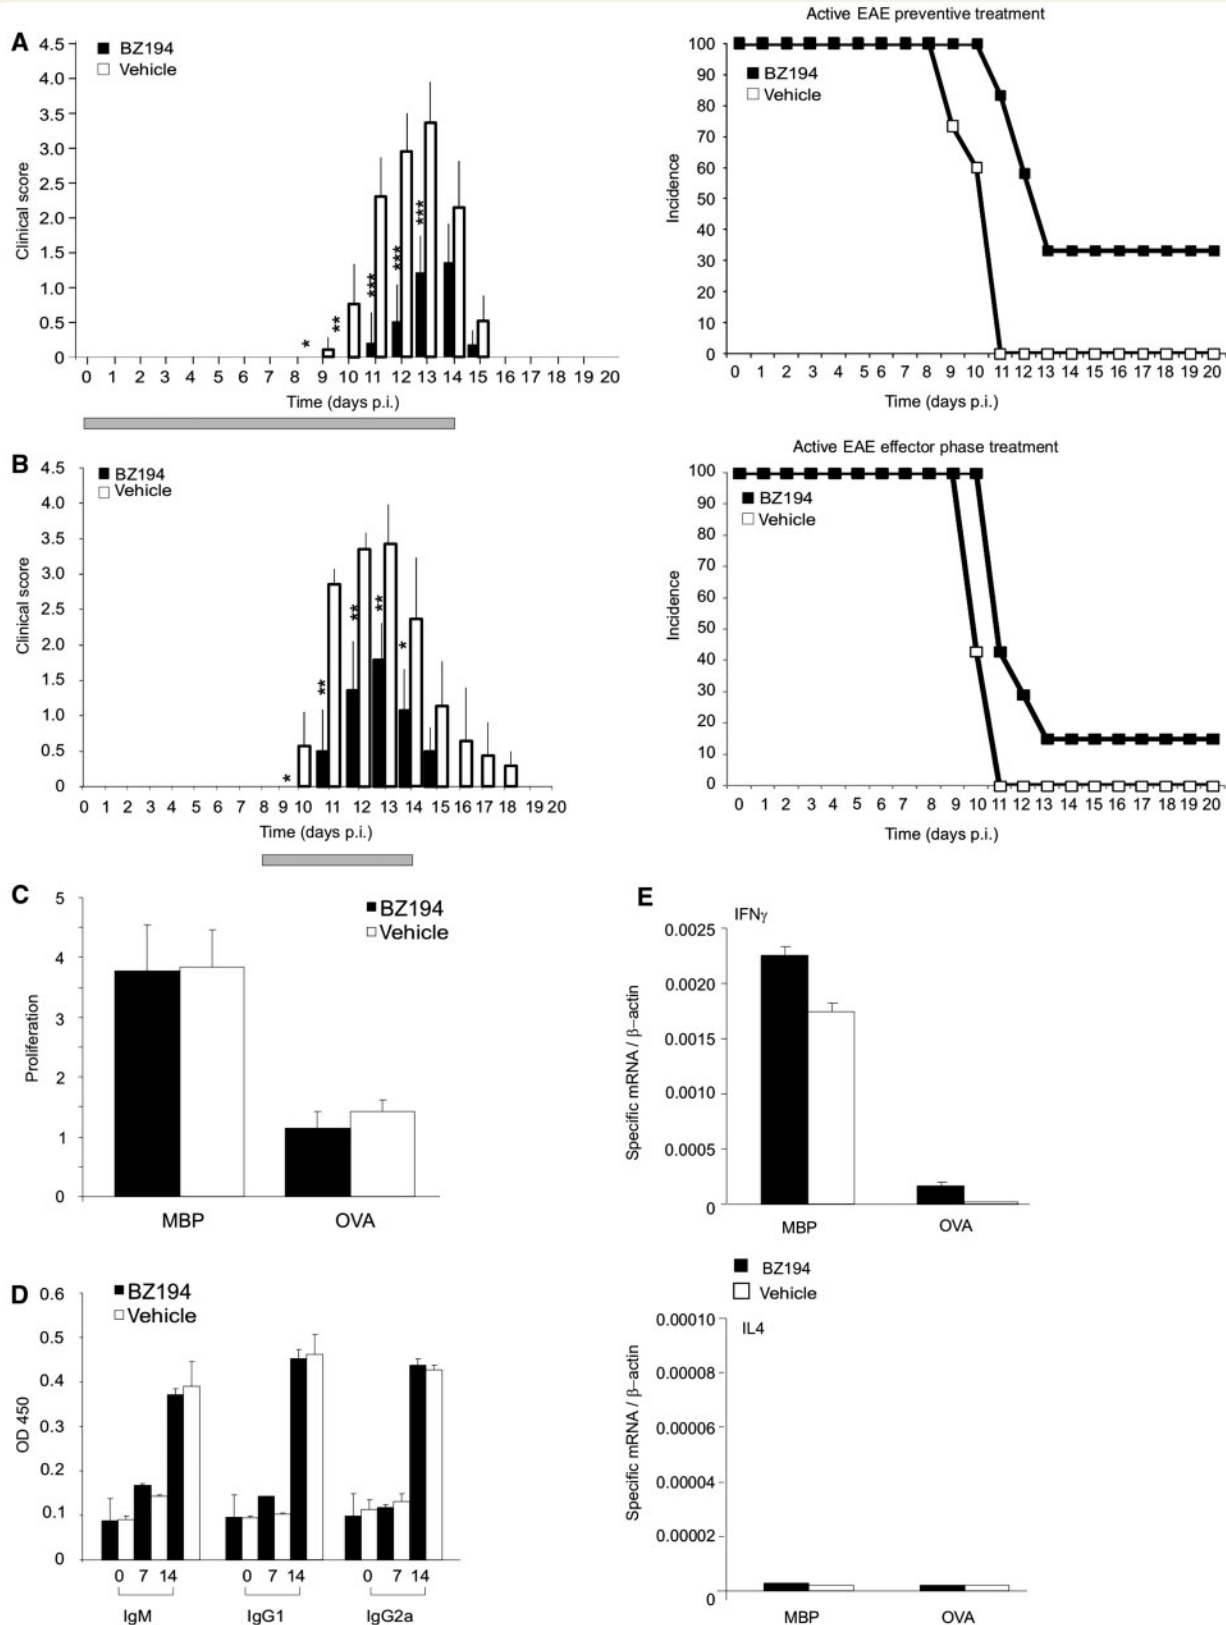 A
BZ194
Vehicle
4.5
4.0
3.5
3.0
2.5
2.0
1.5
1.0
0.5
0
Clinical score
* ** *** *** ***
0 1 2 3 4 5 6 7 8 9 10 11 12 13 14 15 16 17 18 19 20
Time (days p.i.)
Active EAE preventive treatment
BZ194
Vehicle
100
90
80
70
60
50
40
30
20
10
0
Incidence
0 1 2 3 4 5 6 7 8 9 10 11 12 13 14 15 16 17 18 19 20
Time (days p.i.)
B
BZ194
Vehicle
4.5
4.0
3.5
3.0
2.5
2.0
1.5
1.0
0.5
0
Clinical score
* ** ** ** *
0 1 2 3 4 5 6 7 8 9 10 11 12 13 14 15 16 17 18 19 20
Time (days p.i.)
Active EAE effector phase treatment
BZ194
Vehicle
100
90
80
70
60
50
40
30
20
10
0
Incidence
0 1 2 3 4 5 6 7 8 9 10 11 12 13 14 15 16 17 18 19 20
Time (days p.i.)
C
BZ194
Vehicle
5
4
3
2
1
0
Proliferation
MBP OVA
D
BZ194
Vehicle
0.6
0.5
0.4
0.3
0.2
0.1
0
OD 450
0 7 14 0 7 14 0 7 14
IgM IgG1 IgG2a
E
IFNγ
0.0025
0.0020
0.0015
0.0010
0.0005
0
Specific mRNA / β–actin
MBP OVA
BZ194
Vehicle
IL4
0.00010
0.00008
0.00006
0.00004
0.00002
0
Specific mRNA / β–actin
MBP OVA